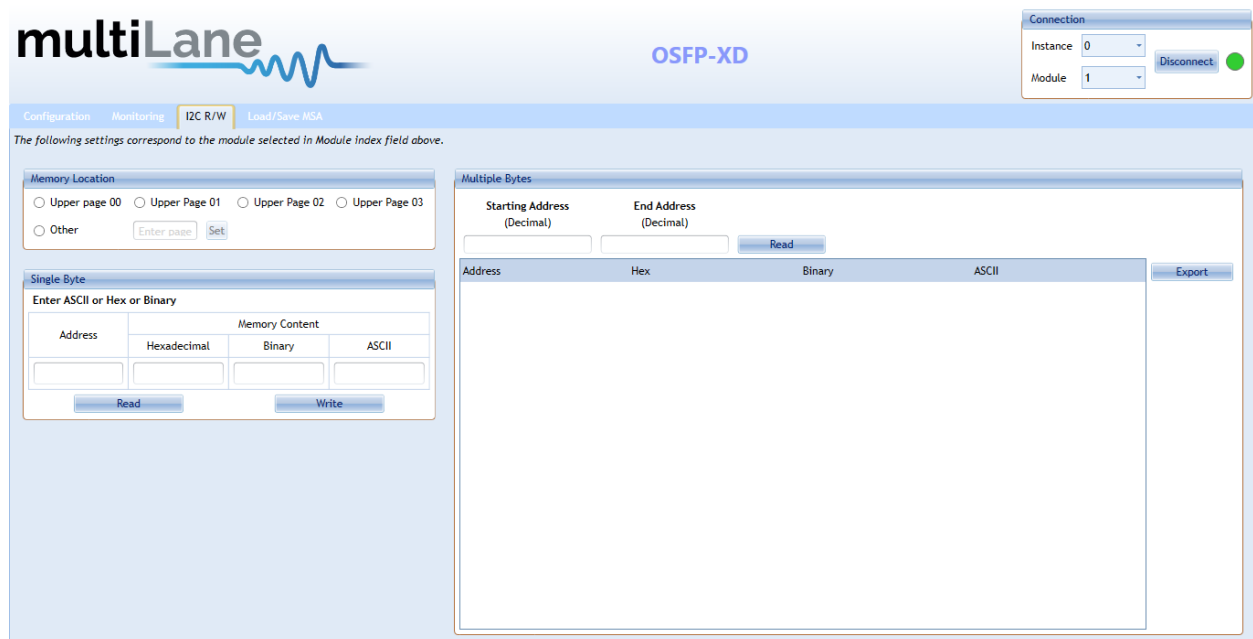 multiLane
OSFP-XD
Connection
Instance 0
Disconnect
Module 1
Configuration Monitoring I2C R/W Load/Save MSA
The following settings correspond to the module selected in Module index field above.
Memory Location
Upper page 00 Upper Page 01 Upper Page 02 Upper Page 03
Other Enter page Set
Single Byte
Enter ASCII or Hex or Binary
Address Memory Content
Hexadecimal Binary ASCII
Read Write
Multiple Bytes
Starting Address End Address
(Decimal) (Decimal)
Read
Address Hex Binary ASCII
Export